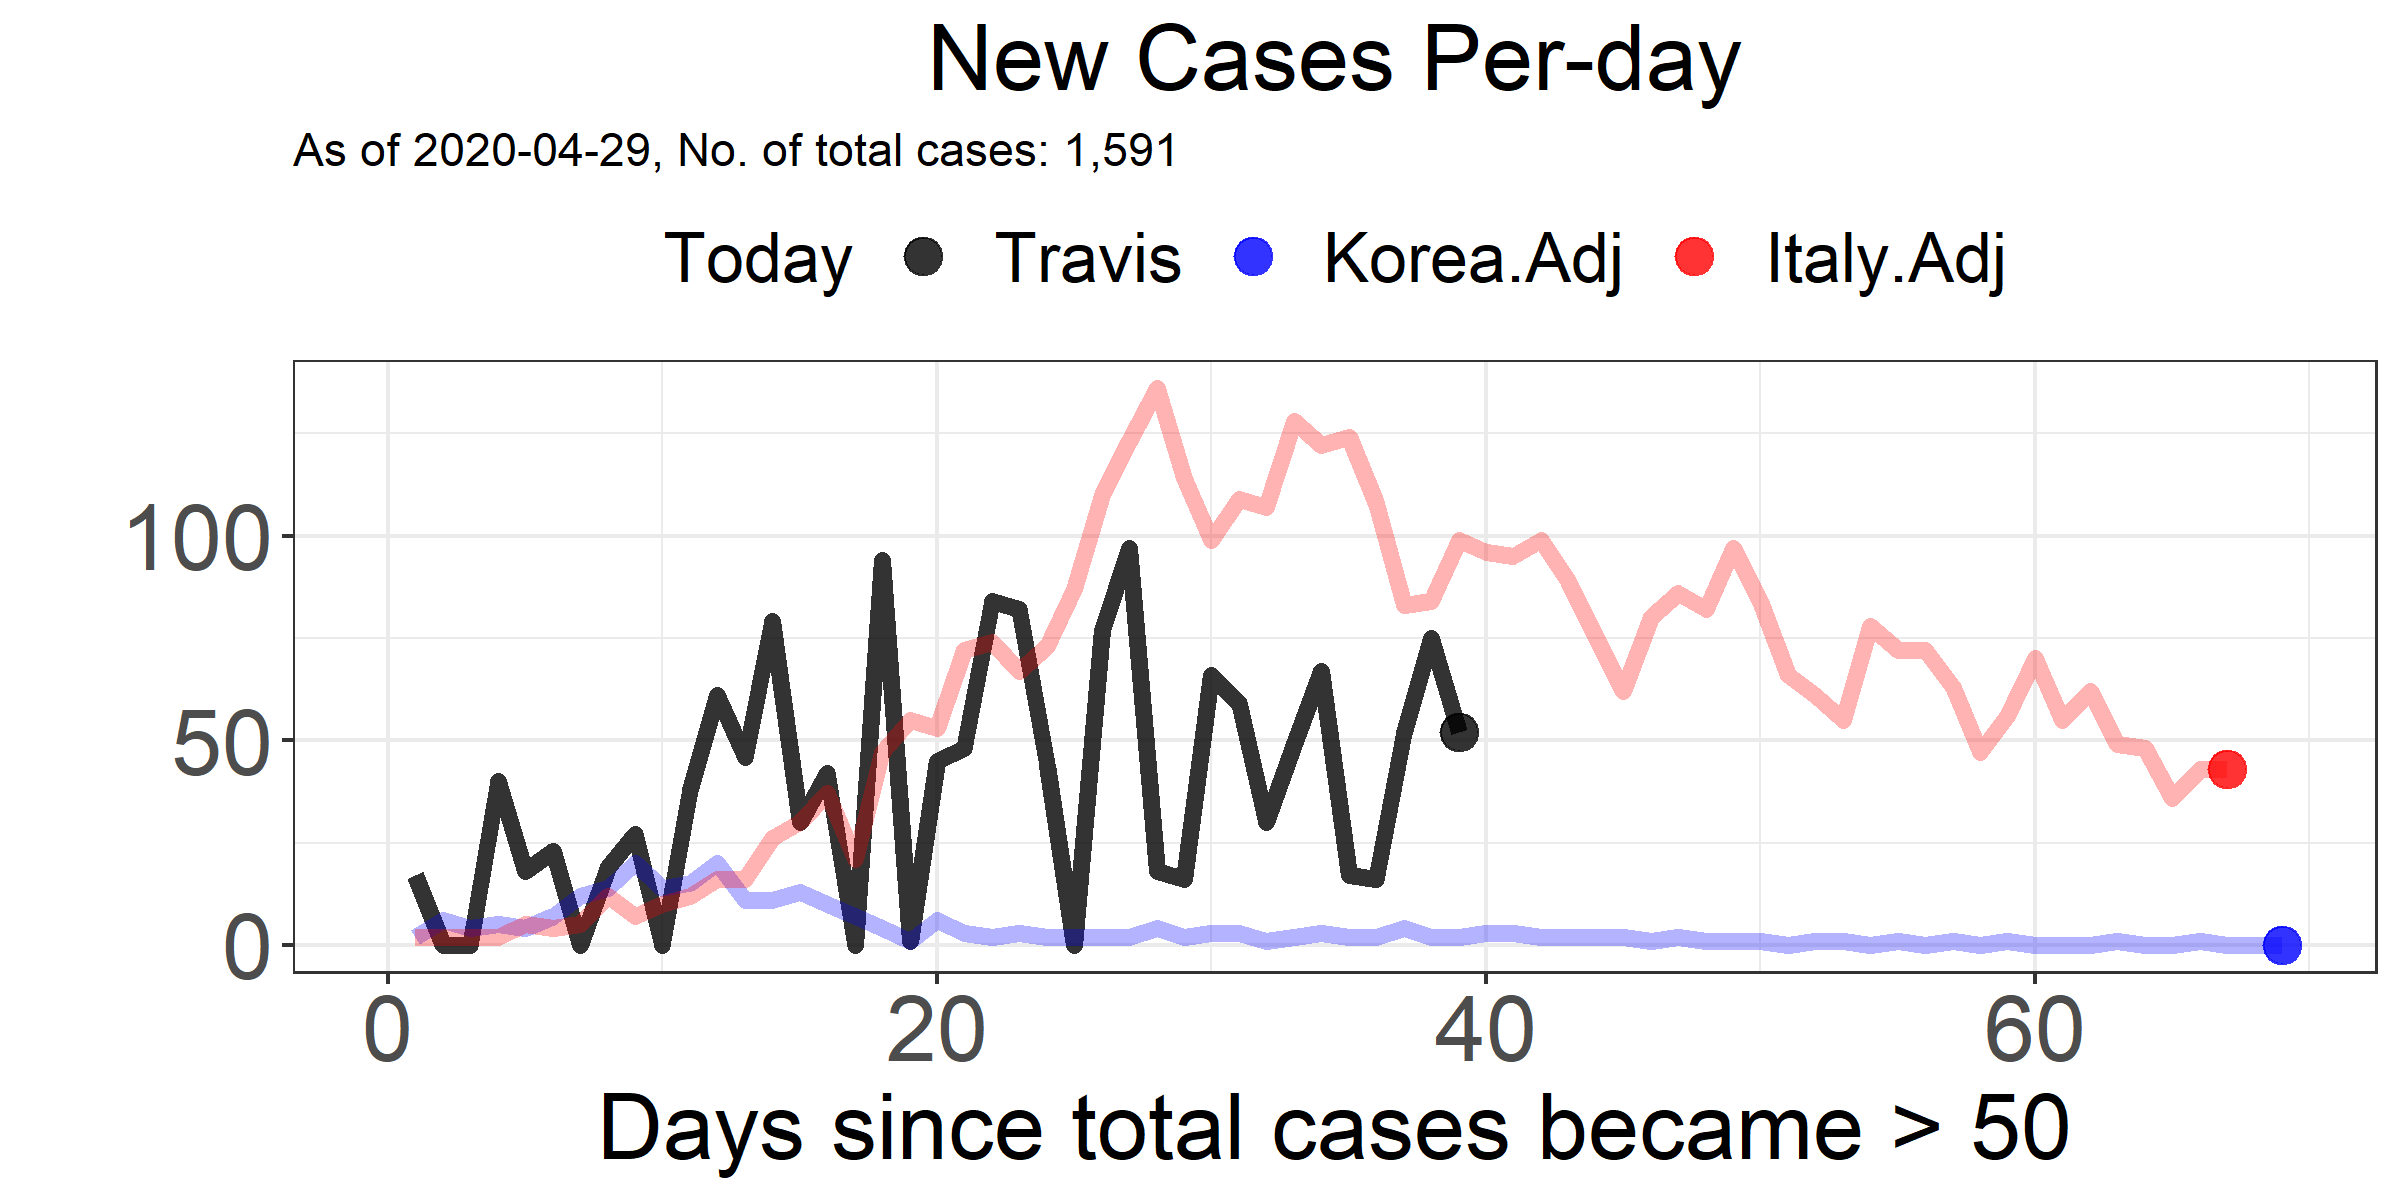 New Cases Per-day
As of 2020-04-29, No. of total cases: 1,591
Today Travis Korea.Adj Italy.Adj
100
50
0
0 20 40 60
Days since total cases became > 50